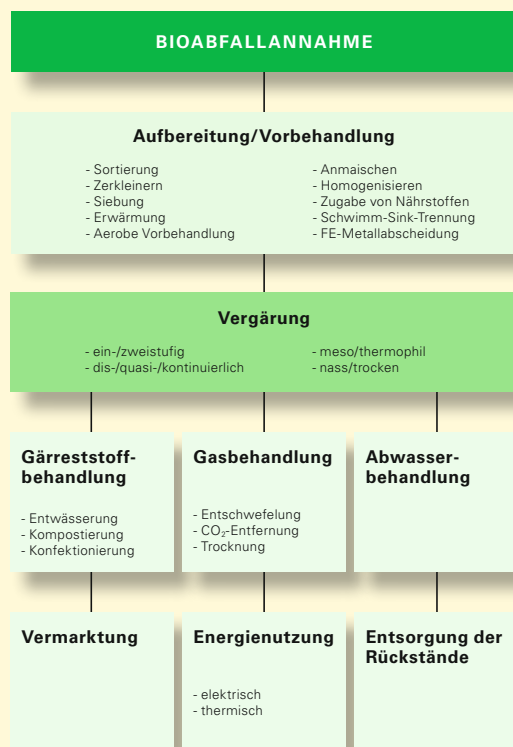 BIOABFALLANNAHME
Aufbereitung/Vorbehandlung
- Sortierung
- Zerkleinern
- Siebung
- Erwärmung
- Aerobe Vorbehandlung
- Anmaischen
- Homogenisieren
- Zugabe von Nährstoffen
- Schwimm-Sink-Trennung
- FE-Metallabscheidung
Vergärung
- ein-/zweistufig
- dis-/quasi-/kontinuierlich
- meso/thermophil
- nass/trocken
Gärreststoff-
behandlung
- Entwässerung
- Kompostierung
- Konfektionierung
Gasbehandlung
- Entschwefelung
- CO₂-Entfernung
- Trocknung
Abwasser-
behandlung
Vermarktung
Energienutzung
- elektrisch
- thermisch
Entsorgung der
Rückstände